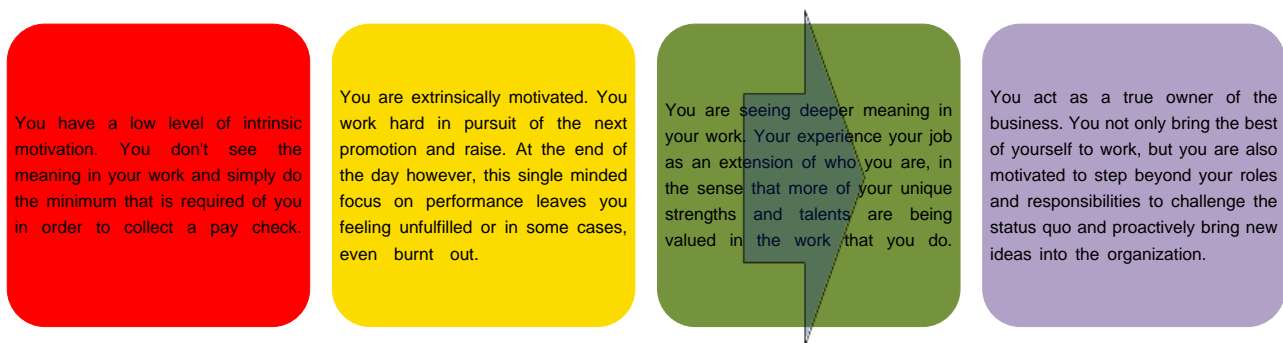 You have a low level of intrinsic
motivation. You don't see the
meaning in your work and simply do
the minimum that is required of you
in order to collect a pay check.
You are extrinsically motivated. You
work hard in pursuit of the next
promotion and raise. At the end of
the day however, this single minded
focus on performance leaves you
feeling unfulfilled or in some cases,
even burnt out.
You are seeing deeper meaning in
your work. Your experience your job
as an extension of who you are, in
the sense that more of your unique
strengths and talents are being
valued in the work that you do.
You act as a true owner of the
business. You not only bring the best
of yourself to work, but you are also
motivated to step beyond your roles
and responsibilities to challenge the
status quo and proactively bring new
ideas into the organization.